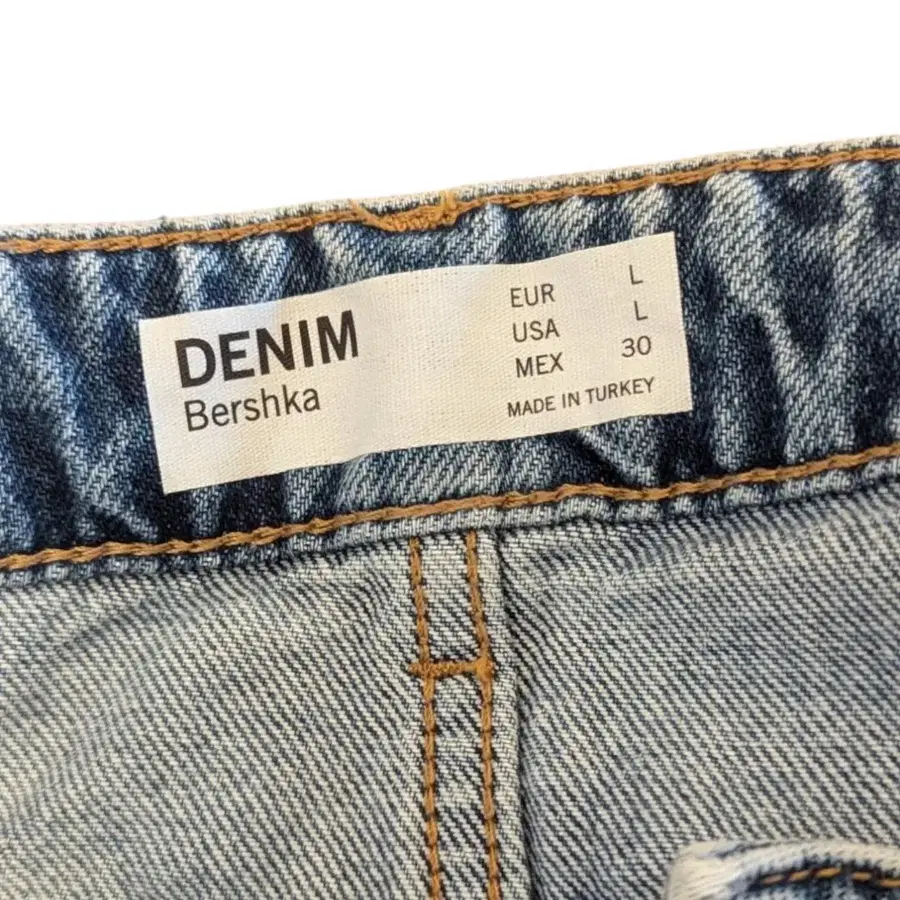 DENIM
Bershka
EUR L
USA L
MEX 30
MADE IN TURKEY